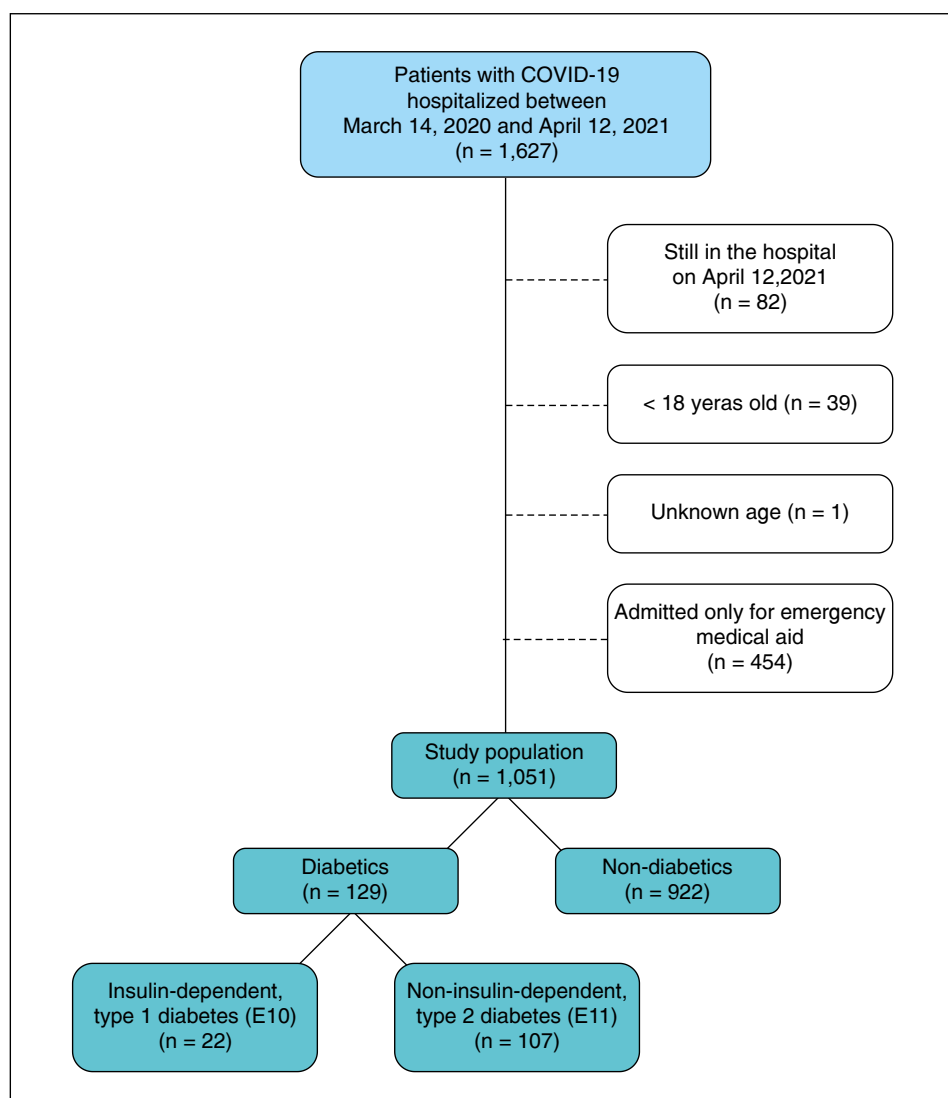 Patients with COVID-19
hospitalized between
March 14, 2020 and April 12, 2021
(n = 1,627)
Still in the hospital
on April 12,2021
(n = 82)
< 18 yeras old (n = 39)
Unknown age (n = 1)
Admitted only for emergency
medical aid
(n = 454)
Study population
(n = 1,051)
Diabetics
(n = 129)
Non-diabetics
(n = 922)
Insulin-dependent,
type 1 diabetes (E10)
(n = 22)
Non-insulin-dependent,
type 2 diabetes (E11)
(n = 107)